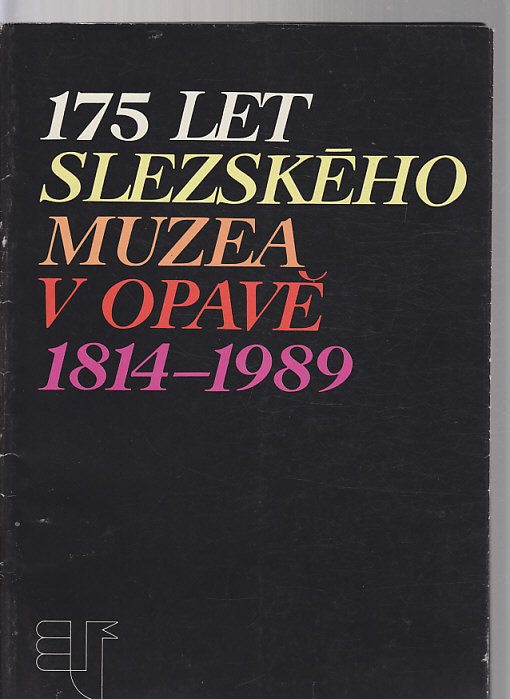 175 LET
SLEZSKÉHO
MUZEA
V OPAVĚ
1814–1989